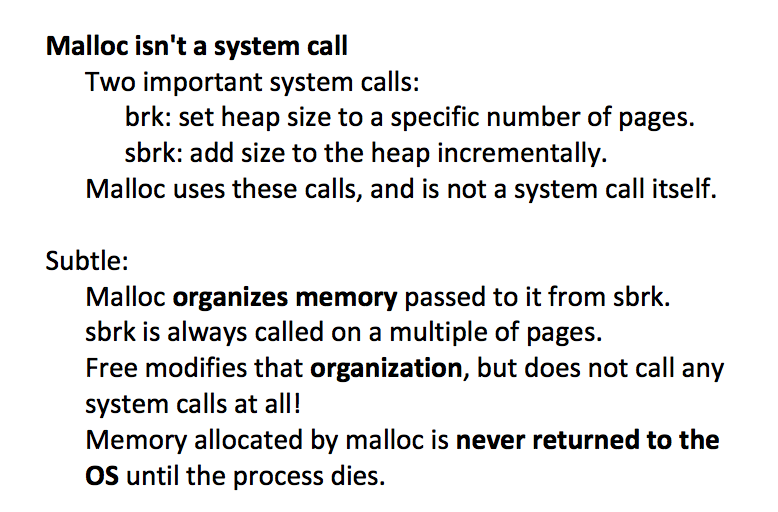 Malloc isn't a system call
Two important system calls:
brk: set heap size to a specific number of pages.
sbrk: add size to the heap incrementally.
Malloc uses these calls, and is not a system call itself.
Subtle:
Malloc organizes memory passed to it from sbrk.
sbrk is always called on a multiple of pages.
Free modifies that organization, but does not call any
system calls at all!
Memory allocated by malloc is never returned to the
OS until the process dies.